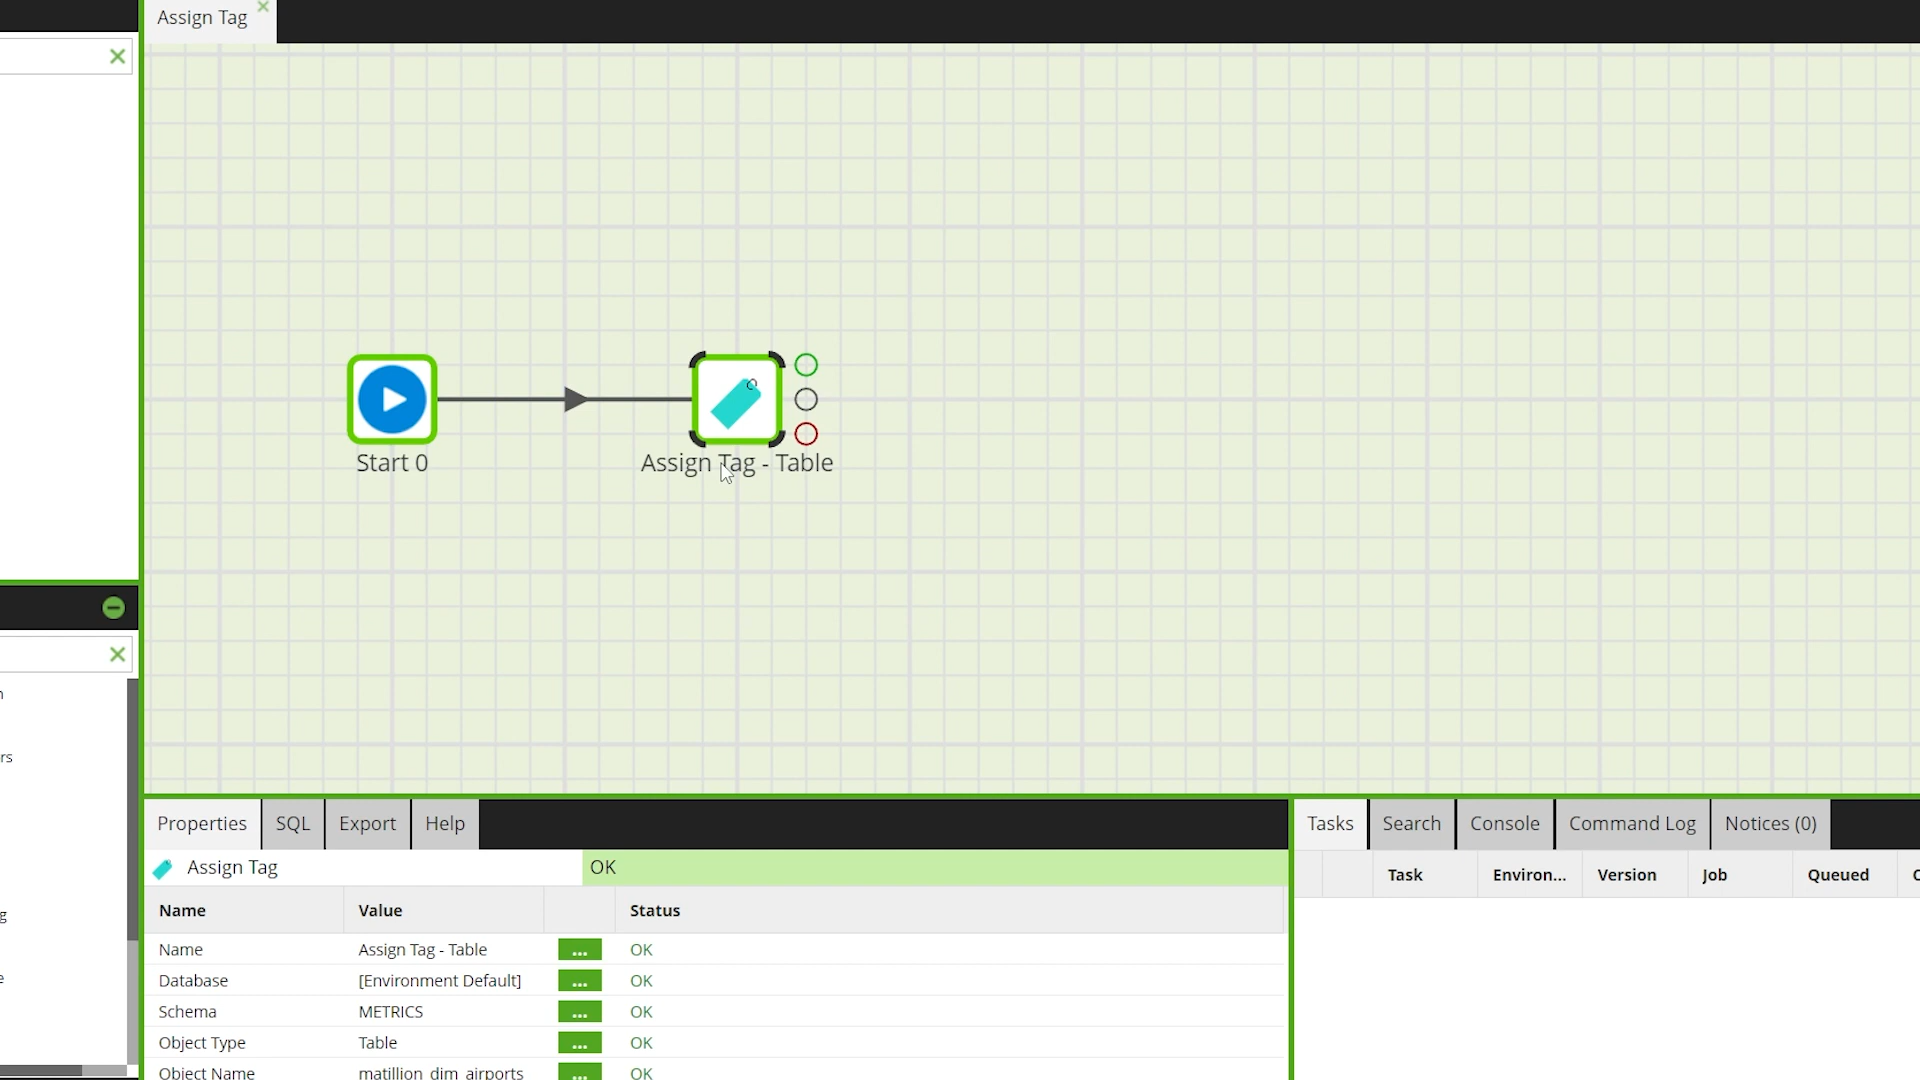 Assign Tag
Start 0
Assign Tag - Table
rs
g
e
Properties SQL Export Help
Assign Tag OK
Name Value Status
Name Assign Tag - Table ... OK
Database [Environment Default] ... OK
Schema METRICS ... OK
Object Type Table ... OK
Object Name matillion_dim_airports ... OK
Tasks Search Console Command Log Notices (0)
Task Environ... Version Job Queued